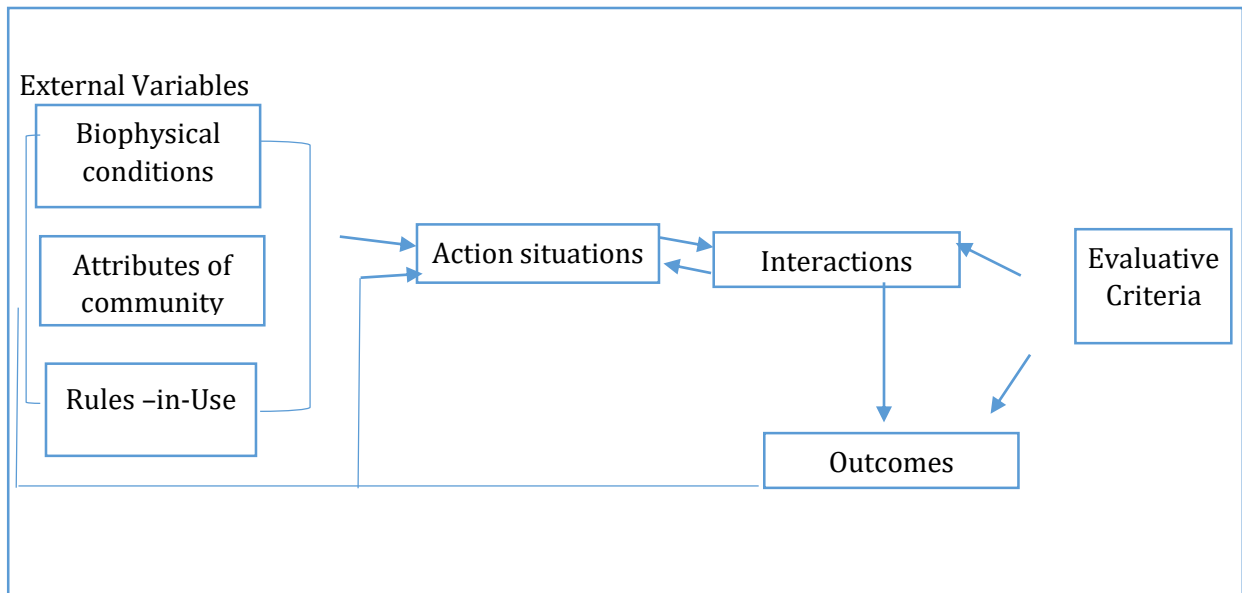 External Variables
Biophysical
conditions
Attributes of
community
Rules –in-Use
Action situations
Interactions
Evaluative
Criteria
Outcomes